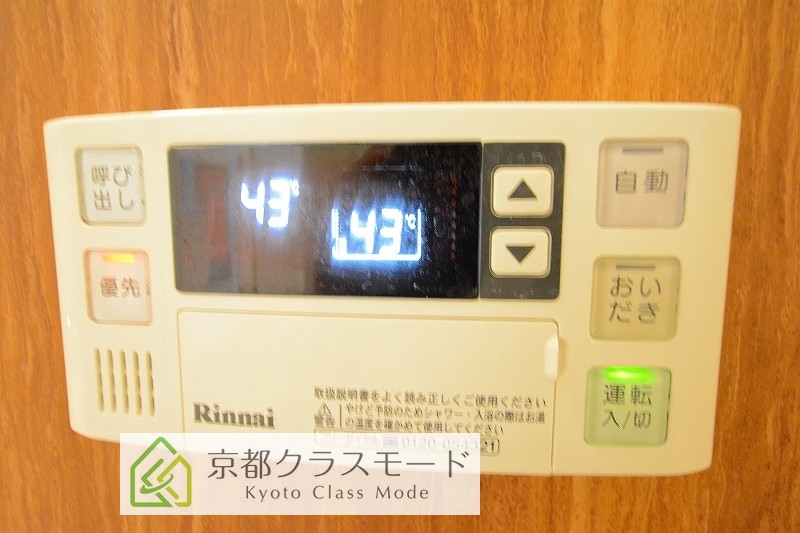 呼び
出し
優先
43℃
43℃
自動
おい
だき
運転
入/切
Rinnai
取扱説明書をよく読み正しくご使用ください
警告
やけど予防のためシャワー・入浴の際はお湯
の温度を確かめて使用してください
京都クラスモード
Kyoto Class Mode